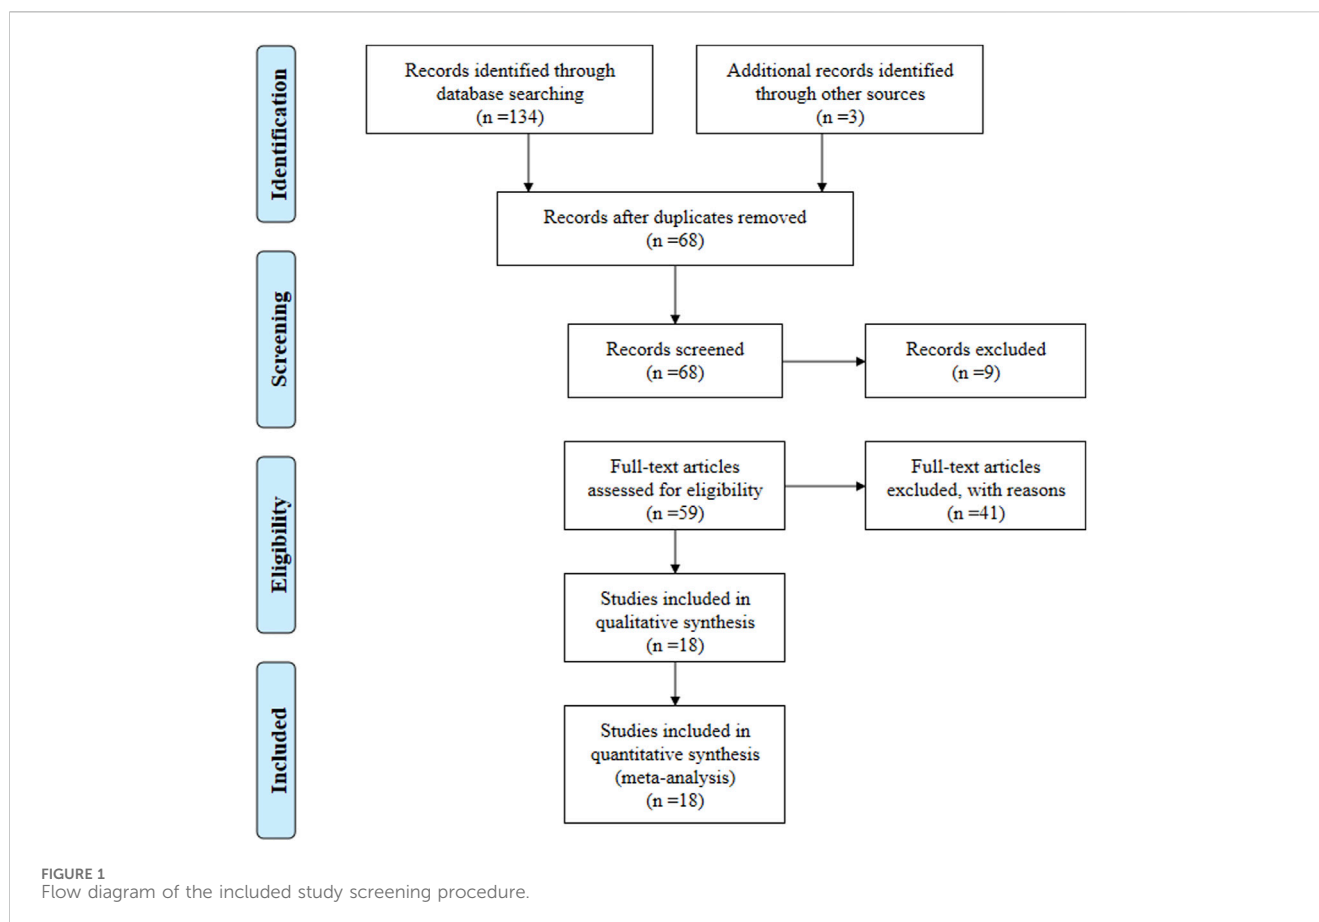 Identification
Records identified through
database searching
(n =134)
Additional records identified
through other sources
(n =3)
Records after duplicates removed
(n =68)
Screening
Records screened
(n =68)
Records excluded
(n =9)
Eligibility
Full-text articles
assessed for eligibility
(n =59)
Full-text articles
excluded, with reasons
(n =41)
Studies included in
qualitative synthesis
(n =18)
Included
Studies included in
quantitative synthesis
(meta-analysis)
(n =18)
FIGURE 1
Flow diagram of the included study screening procedure.